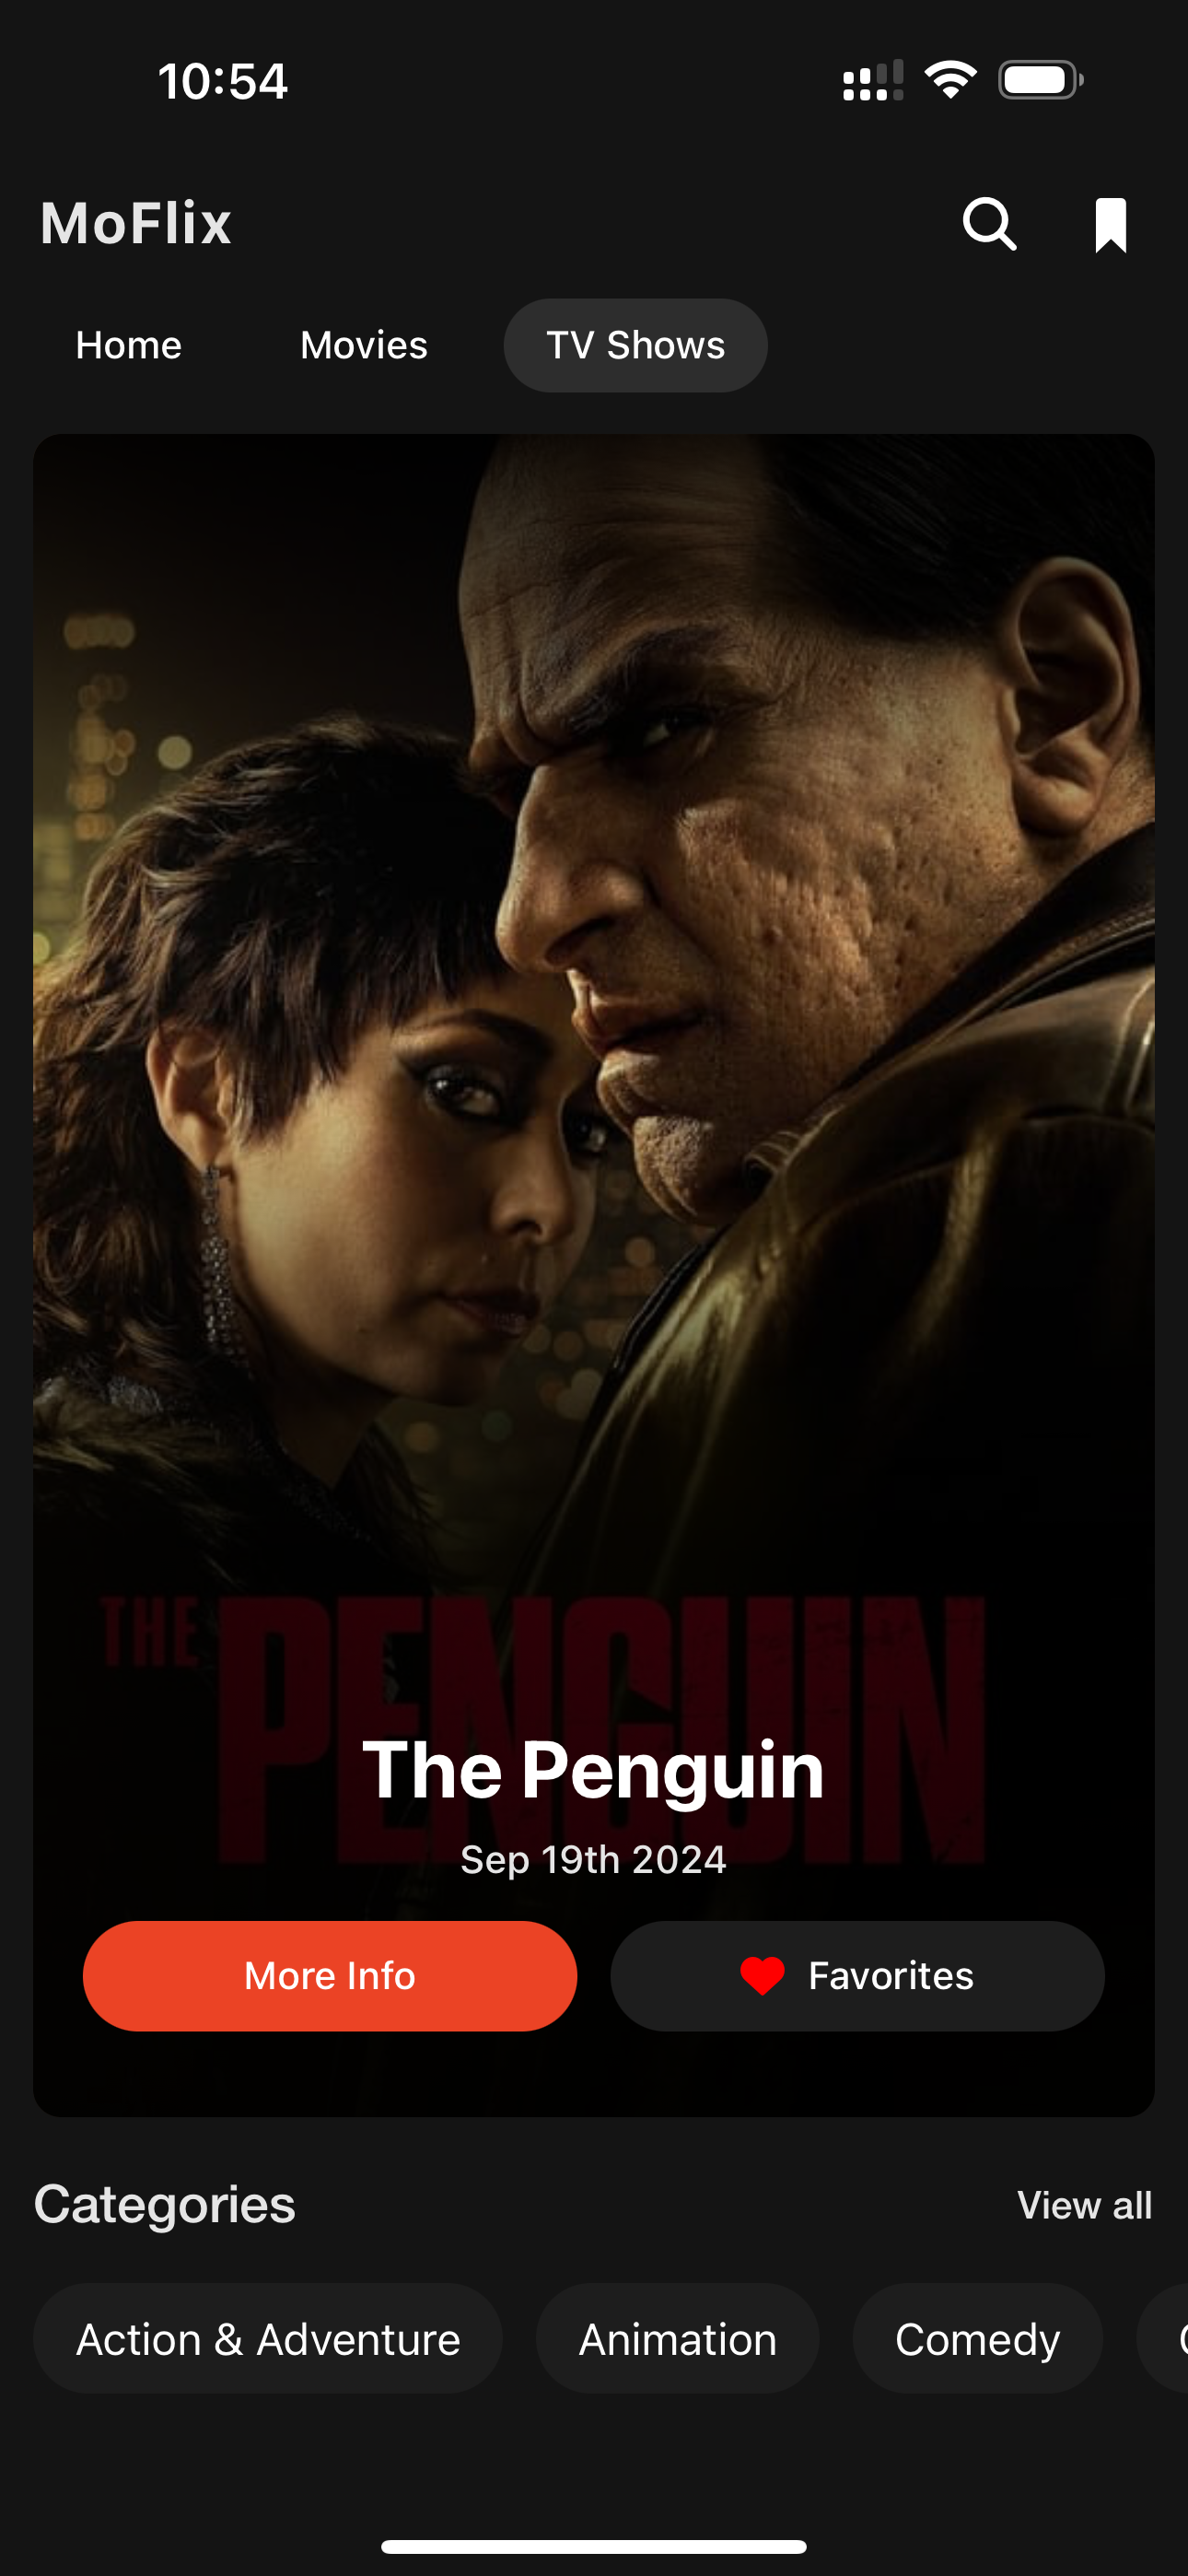 10:54
MoFlix
Home Movies TV Shows
THE PENGUIN
The Penguin
Sep 19th 2024
More Info Favorites
Categories View all
Action & Adventure Animation Comedy